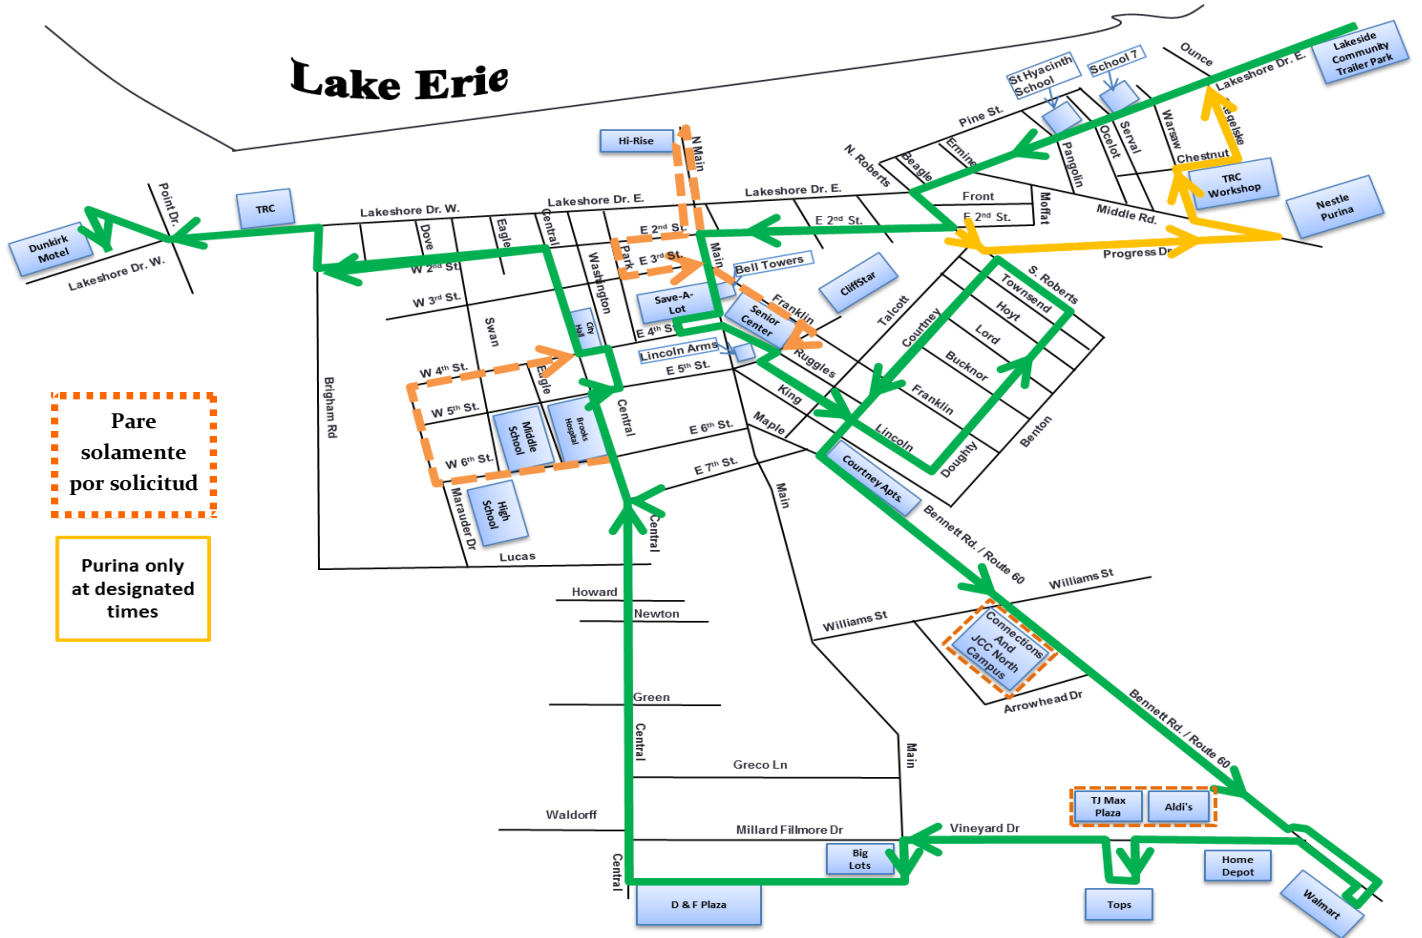 Lake Erie
Lakeside
Community
Trailer Park
Ounce
Lakeshore Dr. E.
School 7
St Hyacinth
School
Pine St.
Hi-Rise
N Main
N. Roberts
Beagle
Ermine
Pangolin
Ocelot
Serval
Warsaw
Chestnut
TRC
Workshop
Nestle
Purina
Point Dr.
TRC
Lakeshore Dr. W.
Lakeshore Dr. E.
Lakeshore Dr. E.
Front
Moffat
Middle Rd.
Dunkirk
Motel
Lakeshore Dr. W.
Dove
Eagle
Central
E 2nd St.
E 2nd St.
E 2nd St.
Progress Dr
W 2nd St.
Washington
Park
E 3rd St.
Main
Bell Towers
CliffStar
S. Roberts
Townsend
W 3rd St.
Save-A-
Lot
Senior
Center
Franklin
Talcott
Courtney
Hoyt
Lord
Bucknor
Swan
City
Hall
E 4th St.
Lincoln Arms
Ruggles
W 4th St.
Eagle
E 5th St.
King
Franklin
Benton
Brigham Rd
W 5th St.
Middle
School
Brooks
Hospital
Central
E 6th St.
Maple
Lincoln
Doughty
W 6th St.
E 7th St.
Courtney Apts.
Marauder Dr
High
School
Central
Main
Bennett Rd. / Route 60
Lucas
Pare
solamente
por solicitud
Purina only
at designated
times
Howard
Newton
Williams St
Williams St
Connections
And
JCC North
Campus
Arrowhead Dr
Green
Central
Main
Bennett Rd. / Route 60
Greco Ln
TJ Max
Plaza
Aldi's
Waldorff
Millard Fillmore Dr
Vineyard Dr
Big
Lots
Home
Depot
Central
D & F Plaza
Tops
Walmart